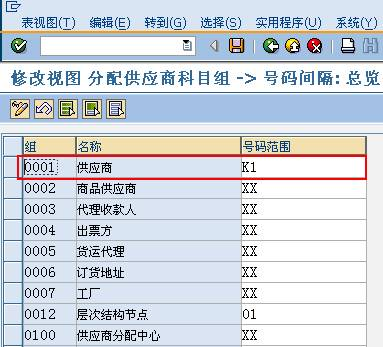 表视图(T) 编辑(E) 转到(G) 选择(S) 实用程序(U) 系统(Y)
修改视图 分配供应商科目组 -> 号码间隔: 总览
组 名称 号码范围
0001 供应商 K1
0002 商品供应商 XX
0003 代理收款人 XX
0004 出票方 XX
0005 货运代理 XX
0006 订货地址 XX
0007 工厂 XX
0012 层次结构节点 01
0100 供应商分配中心 XX